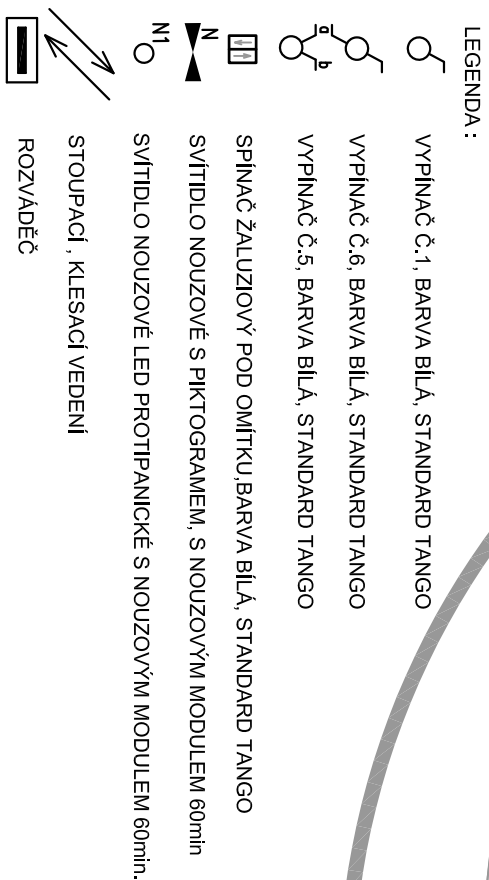 LEGENDA :
VYPÍNAČ Č.1, BARVA BÍLÁ, STANDARD TANGO
VYPÍNAČ Č.6, BARVA BÍLÁ, STANDARD TANGO
a b VYPÍNAČ Č.5, BARVA BÍLÁ, STANDARD TANGO
SPÍNAČ ŽALUZIOVÝ POD OMÍTKU,BARVA BÍLÁ, STANDARD TANGO
N SVÍTIDLO NOUZOVÉ S PIKTOGRAMEM, S NOUZOVÝM MODULEM 60min
N1 SVÍTIDLO NOUZOVÉ LED PROTIPANICKÉ S NOUZOVÝM MODULEM 60min.
STOUPACÍ , KLESACÍ VEDENÍ
ROZVÁDĚČ